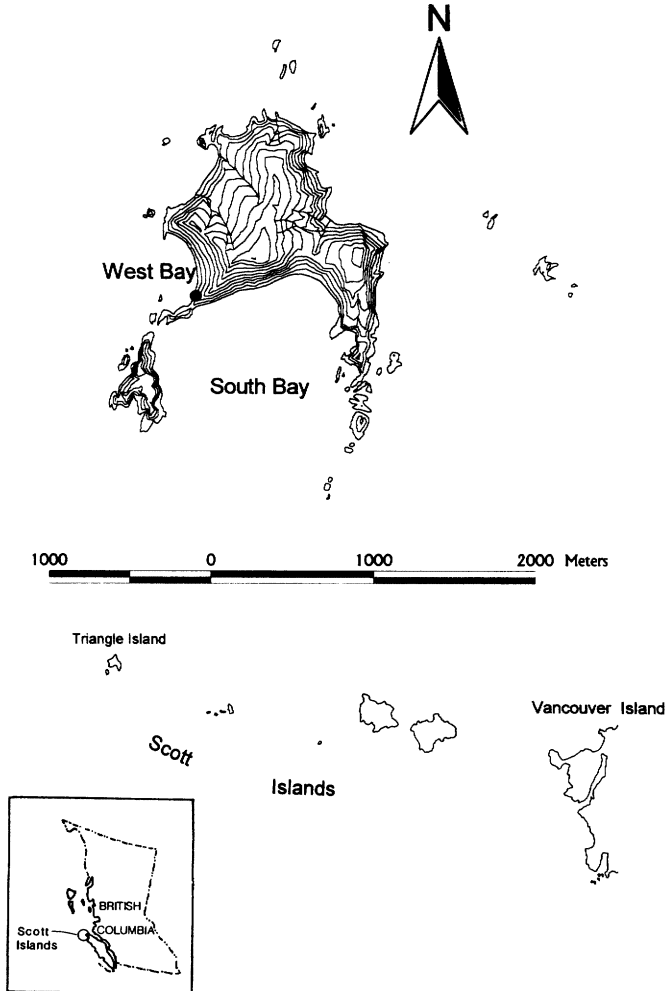 N
West Bay
South Bay
1000 0 1000 2000 Meters
Triangle Island
Vancouver Island
Scott
Islands
BRITISH
COLUMBIA
Scott
Islands